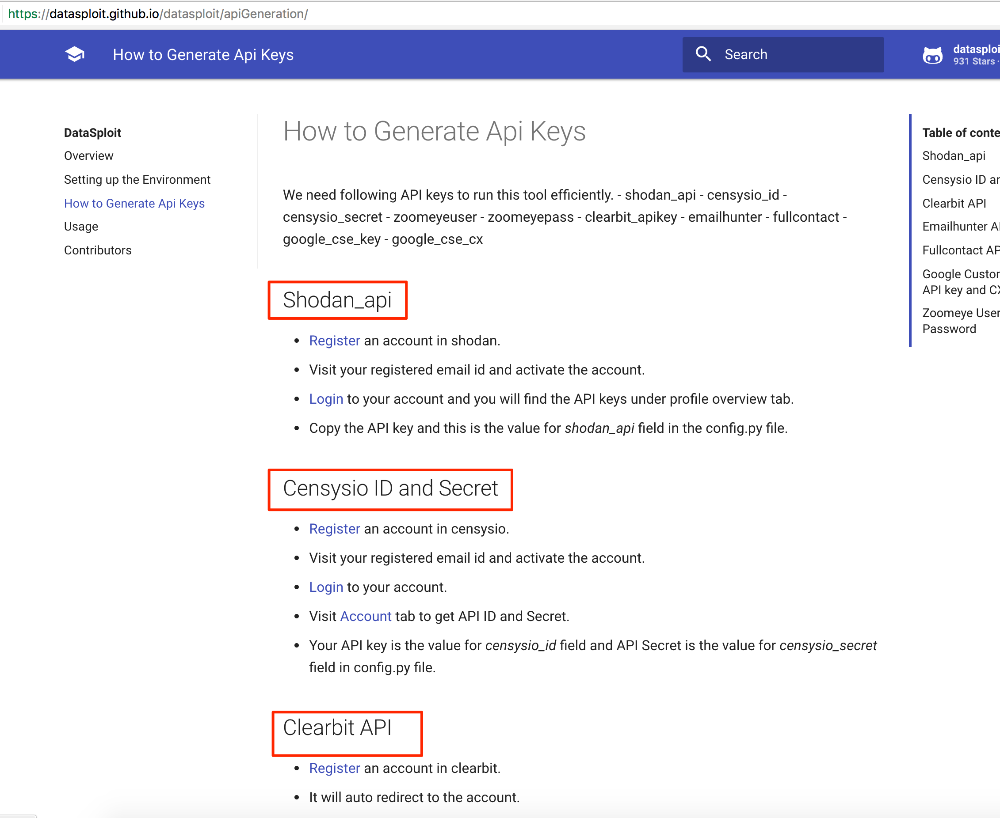 https://datasploit.github.io/datasploit/apiGeneration/
How to Generate Api Keys
Search
931 Stars ·
DataSploit
Overview
Setting up the Environment
How to Generate Api Keys
Usage
Contributors
How to Generate Api Keys
We need following API keys to run this tool efficiently. - shodan_api - censysio_id -
censysio_secret - zoomeyeuser - zoomeyepass - clearbit_apikey - emailhunter - fullcontact -
google_cse_key - google_cse_cx
Shodan_api
• Register an account in shodan.
• Visit your registered email id and activate the account.
• Login to your account and you will find the API keys under profile overview tab.
• Copy the API key and this is the value for shodan_api field in the config.py file.
Censysio ID and Secret
• Register an account in censysio.
• Visit your registered email id and activate the account.
• Login to your account.
• Visit Account tab to get API ID and Secret.
• Your API key is the value for censysio_id field and API Secret is the value for censysio_secret
field in config.py file.
Clearbit API
• Register an account in clearbit.
• It will auto redirect to the account.
Table of
Shodan_api
Censysio ID
Clearbit API
Emailhunter
Fullcontact
Google
API key and
Zoomeye
Password